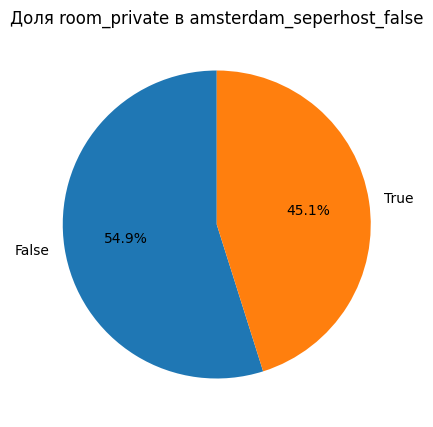 Доля room_private в amsterdam_seperhost_false
45.1%
True
54.9%
False